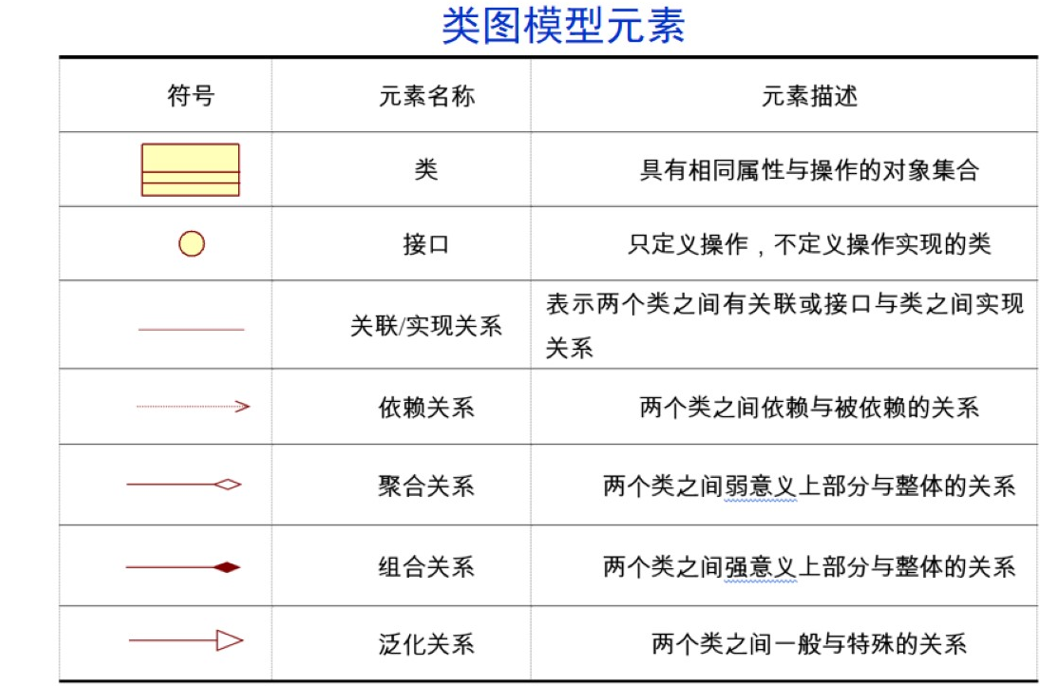 类图模型元素
符号 元素名称 元素描述
类 具有相同属性与操作的对象集合
接口 只定义操作，不定义操作实现的类
关联/实现关系 表示两个类之间有关联或接口与类之间实现
关系
依赖关系 两个类之间依赖与被依赖的关系
聚合关系 两个类之间弱意义上部分与整体的关系
组合关系 两个类之间强意义上部分与整体的关系
泛化关系 两个类之间一般与特殊的关系